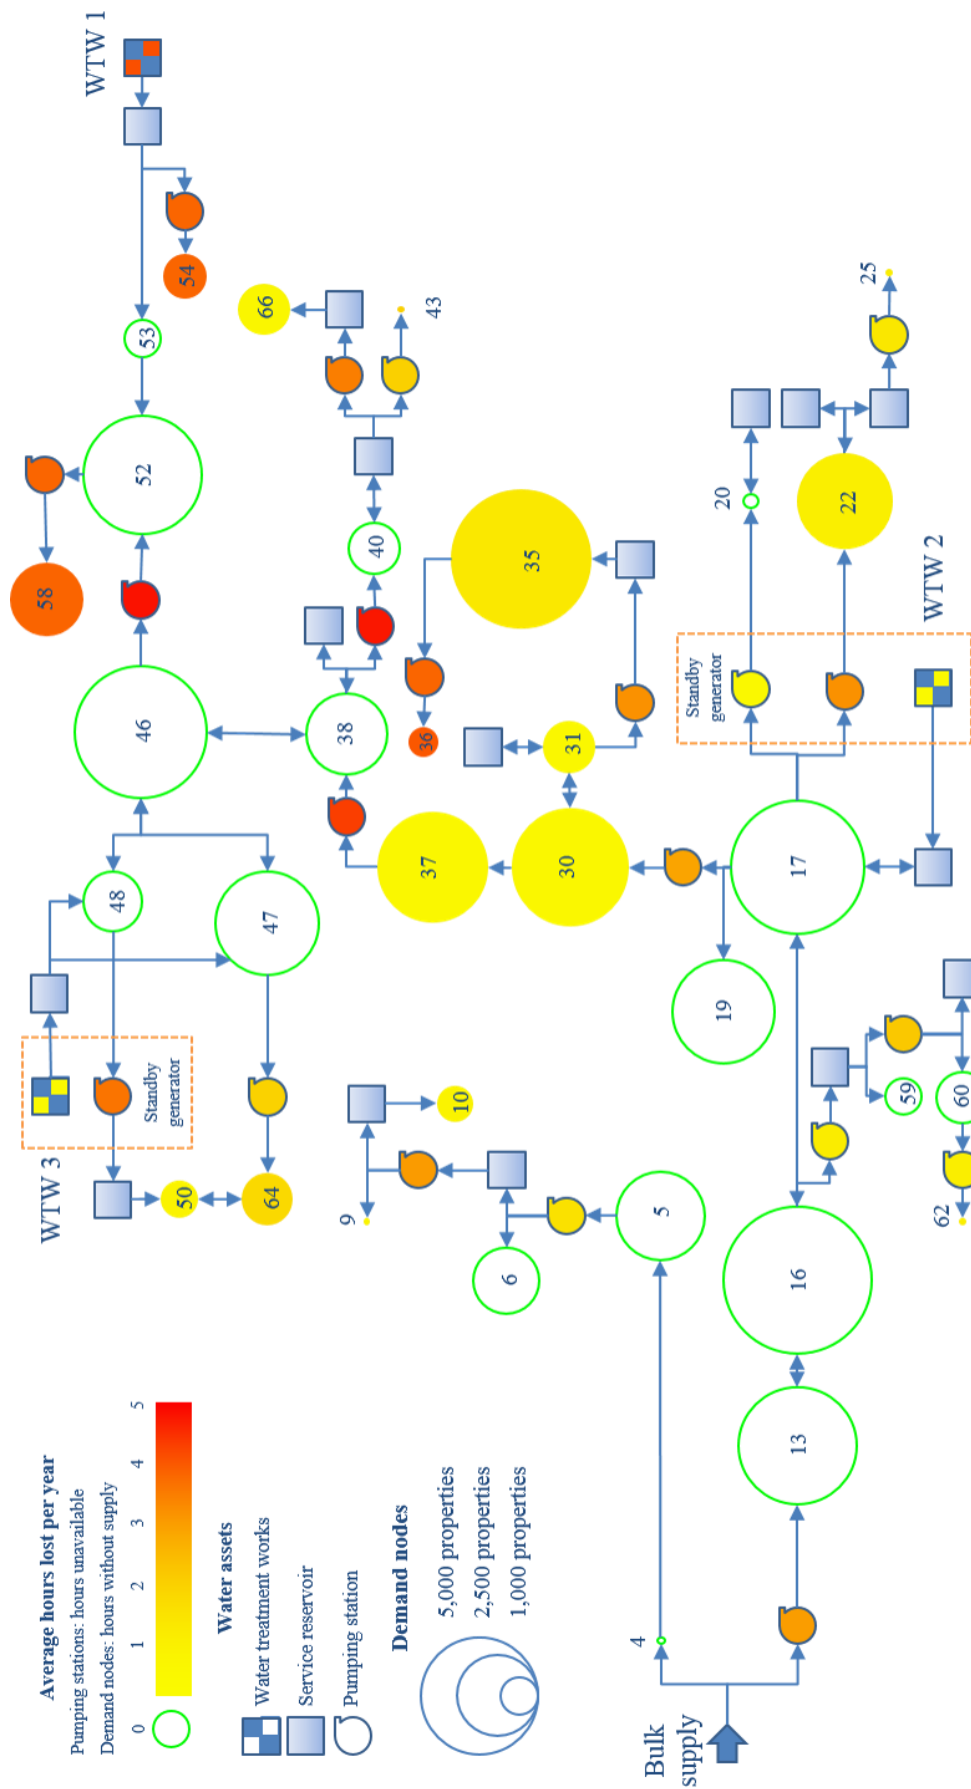 Average hours lost per year
Pumping stations: hours unavailable
Demand nodes: hours without supply
0 1 2 3 4 5
Water assets
Water treatment works
Service reservoir
Pumping station
Demand nodes
5,000 properties
2,500 properties
1,000 properties
Bulk
supply
WTW 3
Standby
generator
WTW 1
WTW 2
Standby
generator
58
52
53
54
46
48
47
50
64
66
43
40
38
35
36
37
31
30
10
9
6
5
4
20
22
25
17
19
16
13
59
60
62